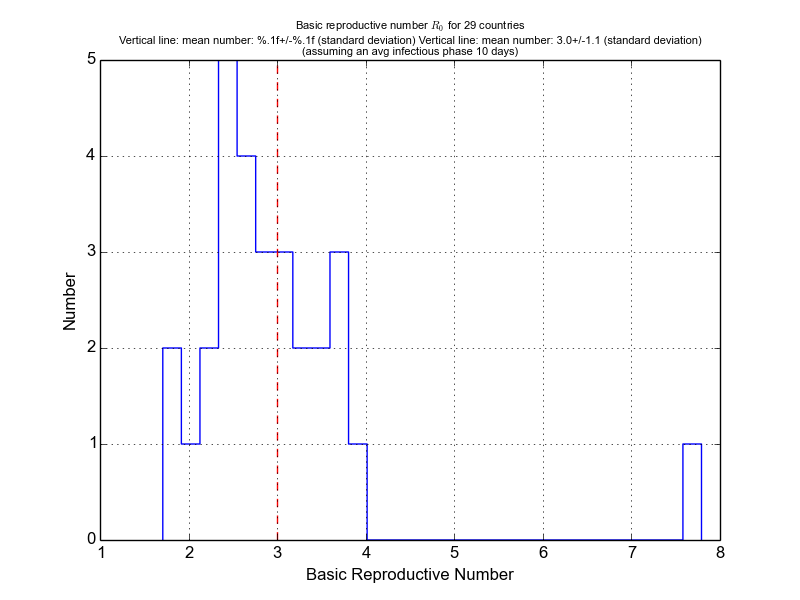 Basic reproductive number R₀ for 29 countries
Vertical line: mean number: %.1f+/-%.1f (standard deviation) Vertical line: mean number: 3.0+/-1.1 (standard deviation)
(assuming an avg infectious phase 10 days)
5
4
3
2
1
0
Number
1 2 3 4 5 6 7 8
Basic Reproductive Number